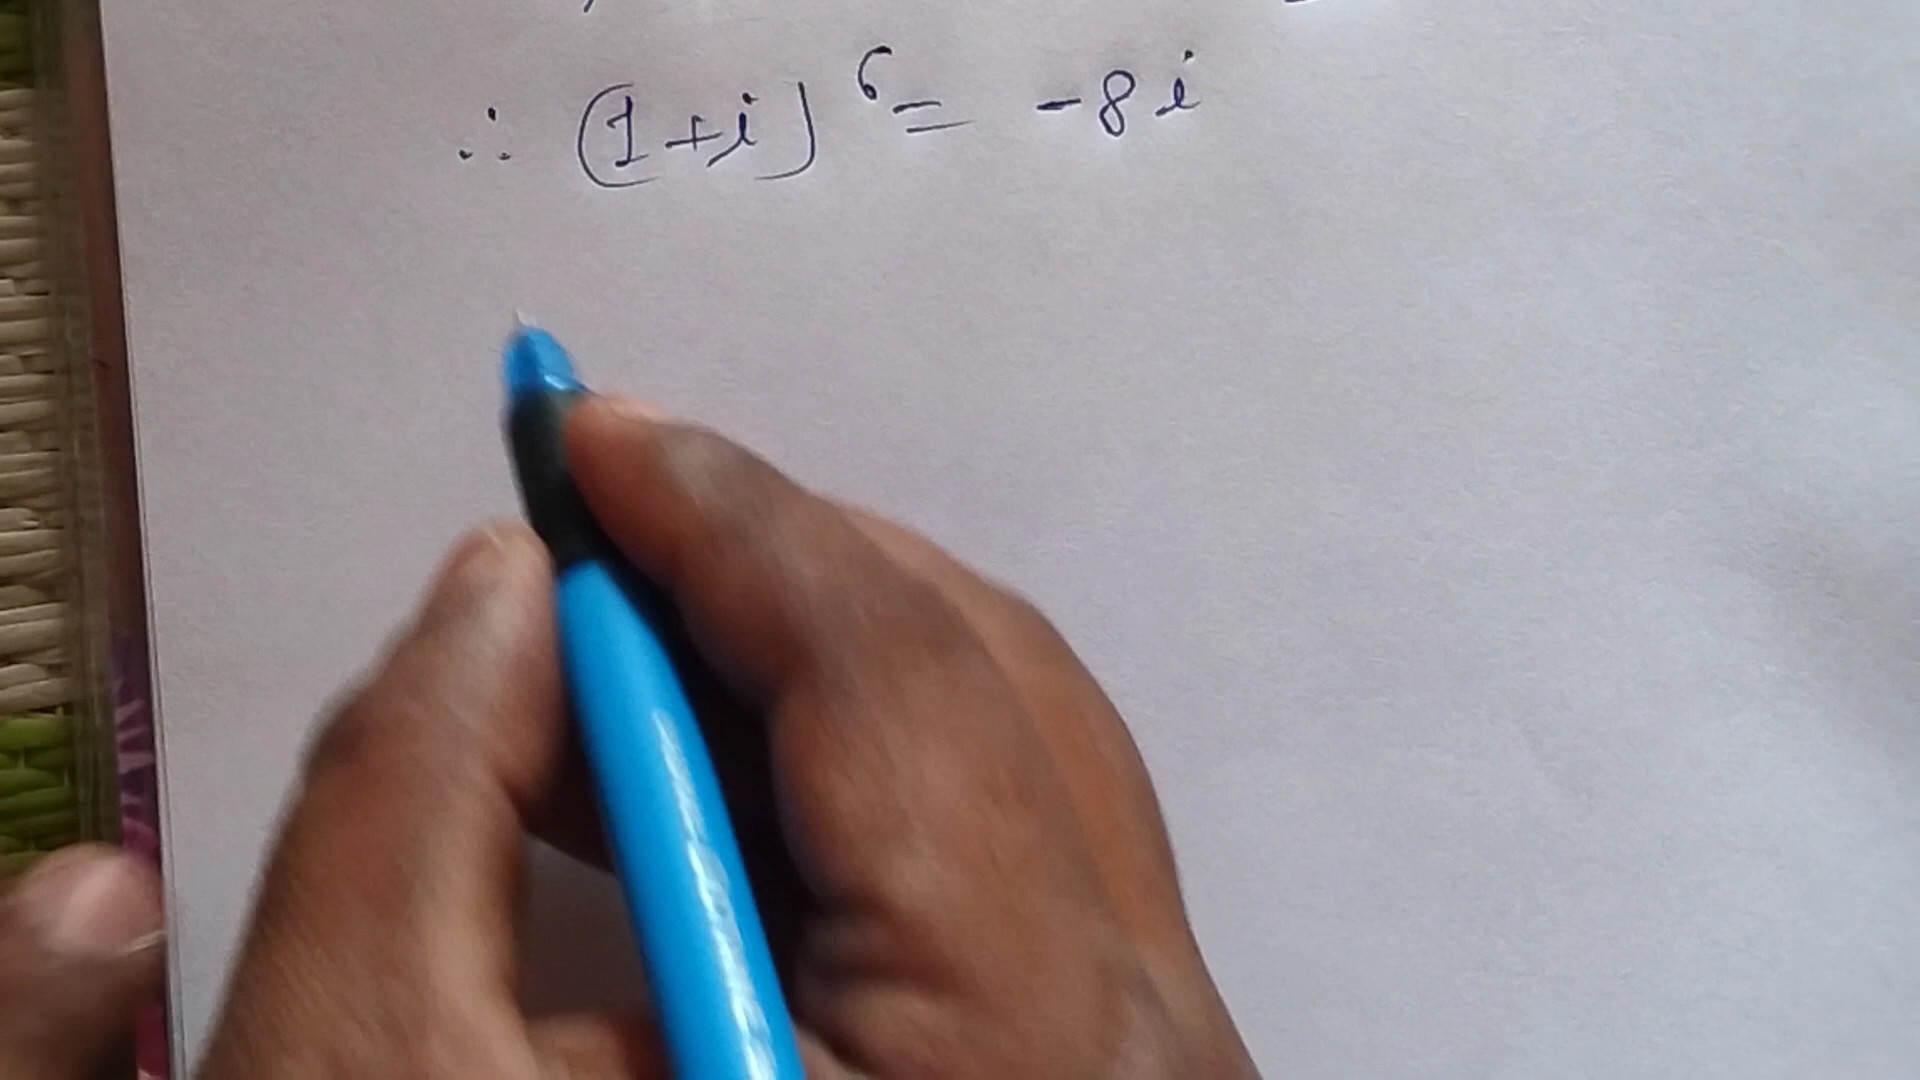 ∴ (1+i)⁶ = -8i